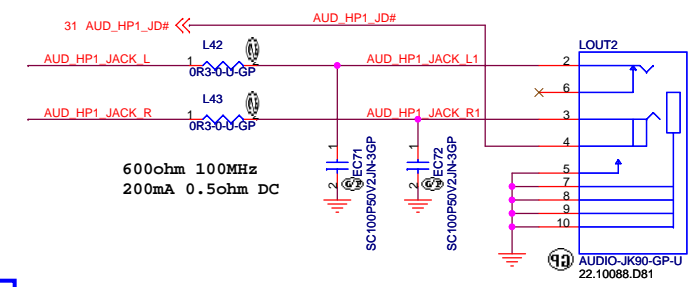 31 AUD_HP1_JD#
AUD_HP1_JD#
AUD_HP1_JACK_L
1
L42
2
0R3-0-U-GP
AUD_HP1_JACK_L1
AUD_HP1_JACK_R
1
L43
2
0R3-0-U-GP
AUD_HP1_JACK_R1
LOUT2
2
6
3
4
5
7
8
9
10
600ohm 100MHz
200mA 0.5ohm DC
1
2
EC71
SC100P50V2JN-3GP
1
2
EC72
SC100P50V2JN-3GP
AUDIO-JK90-GP-U
22.10088.D81